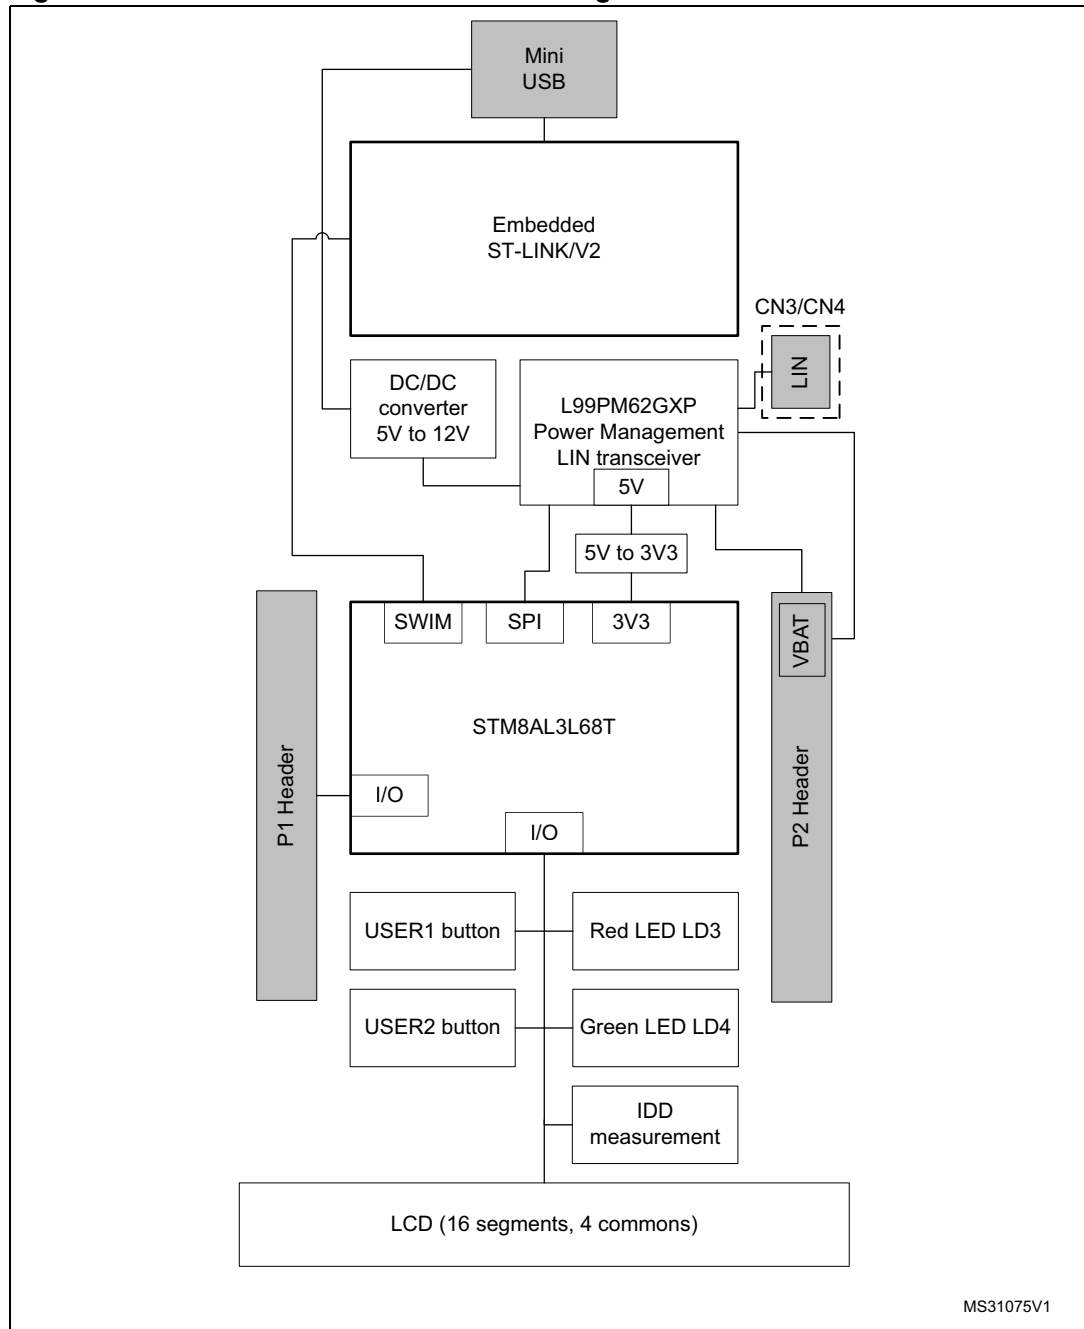 Mini
USB
Embedded
ST-LINK/V2
CN3/CN4
LIN
DC/DC
converter
5V to 12V
L99PM62GXP
Power Management
LIN transceiver
5V
5V to 3V3
SWIM
SPI
3V3
VBAT
STM8AL3L68T
P1 Header
I/O
P2 Header
I/O
USER1 button
Red LED LD3
USER2 button
Green LED LD4
IDD
measurement
LCD (16 segments, 4 commons)
MS31075V1